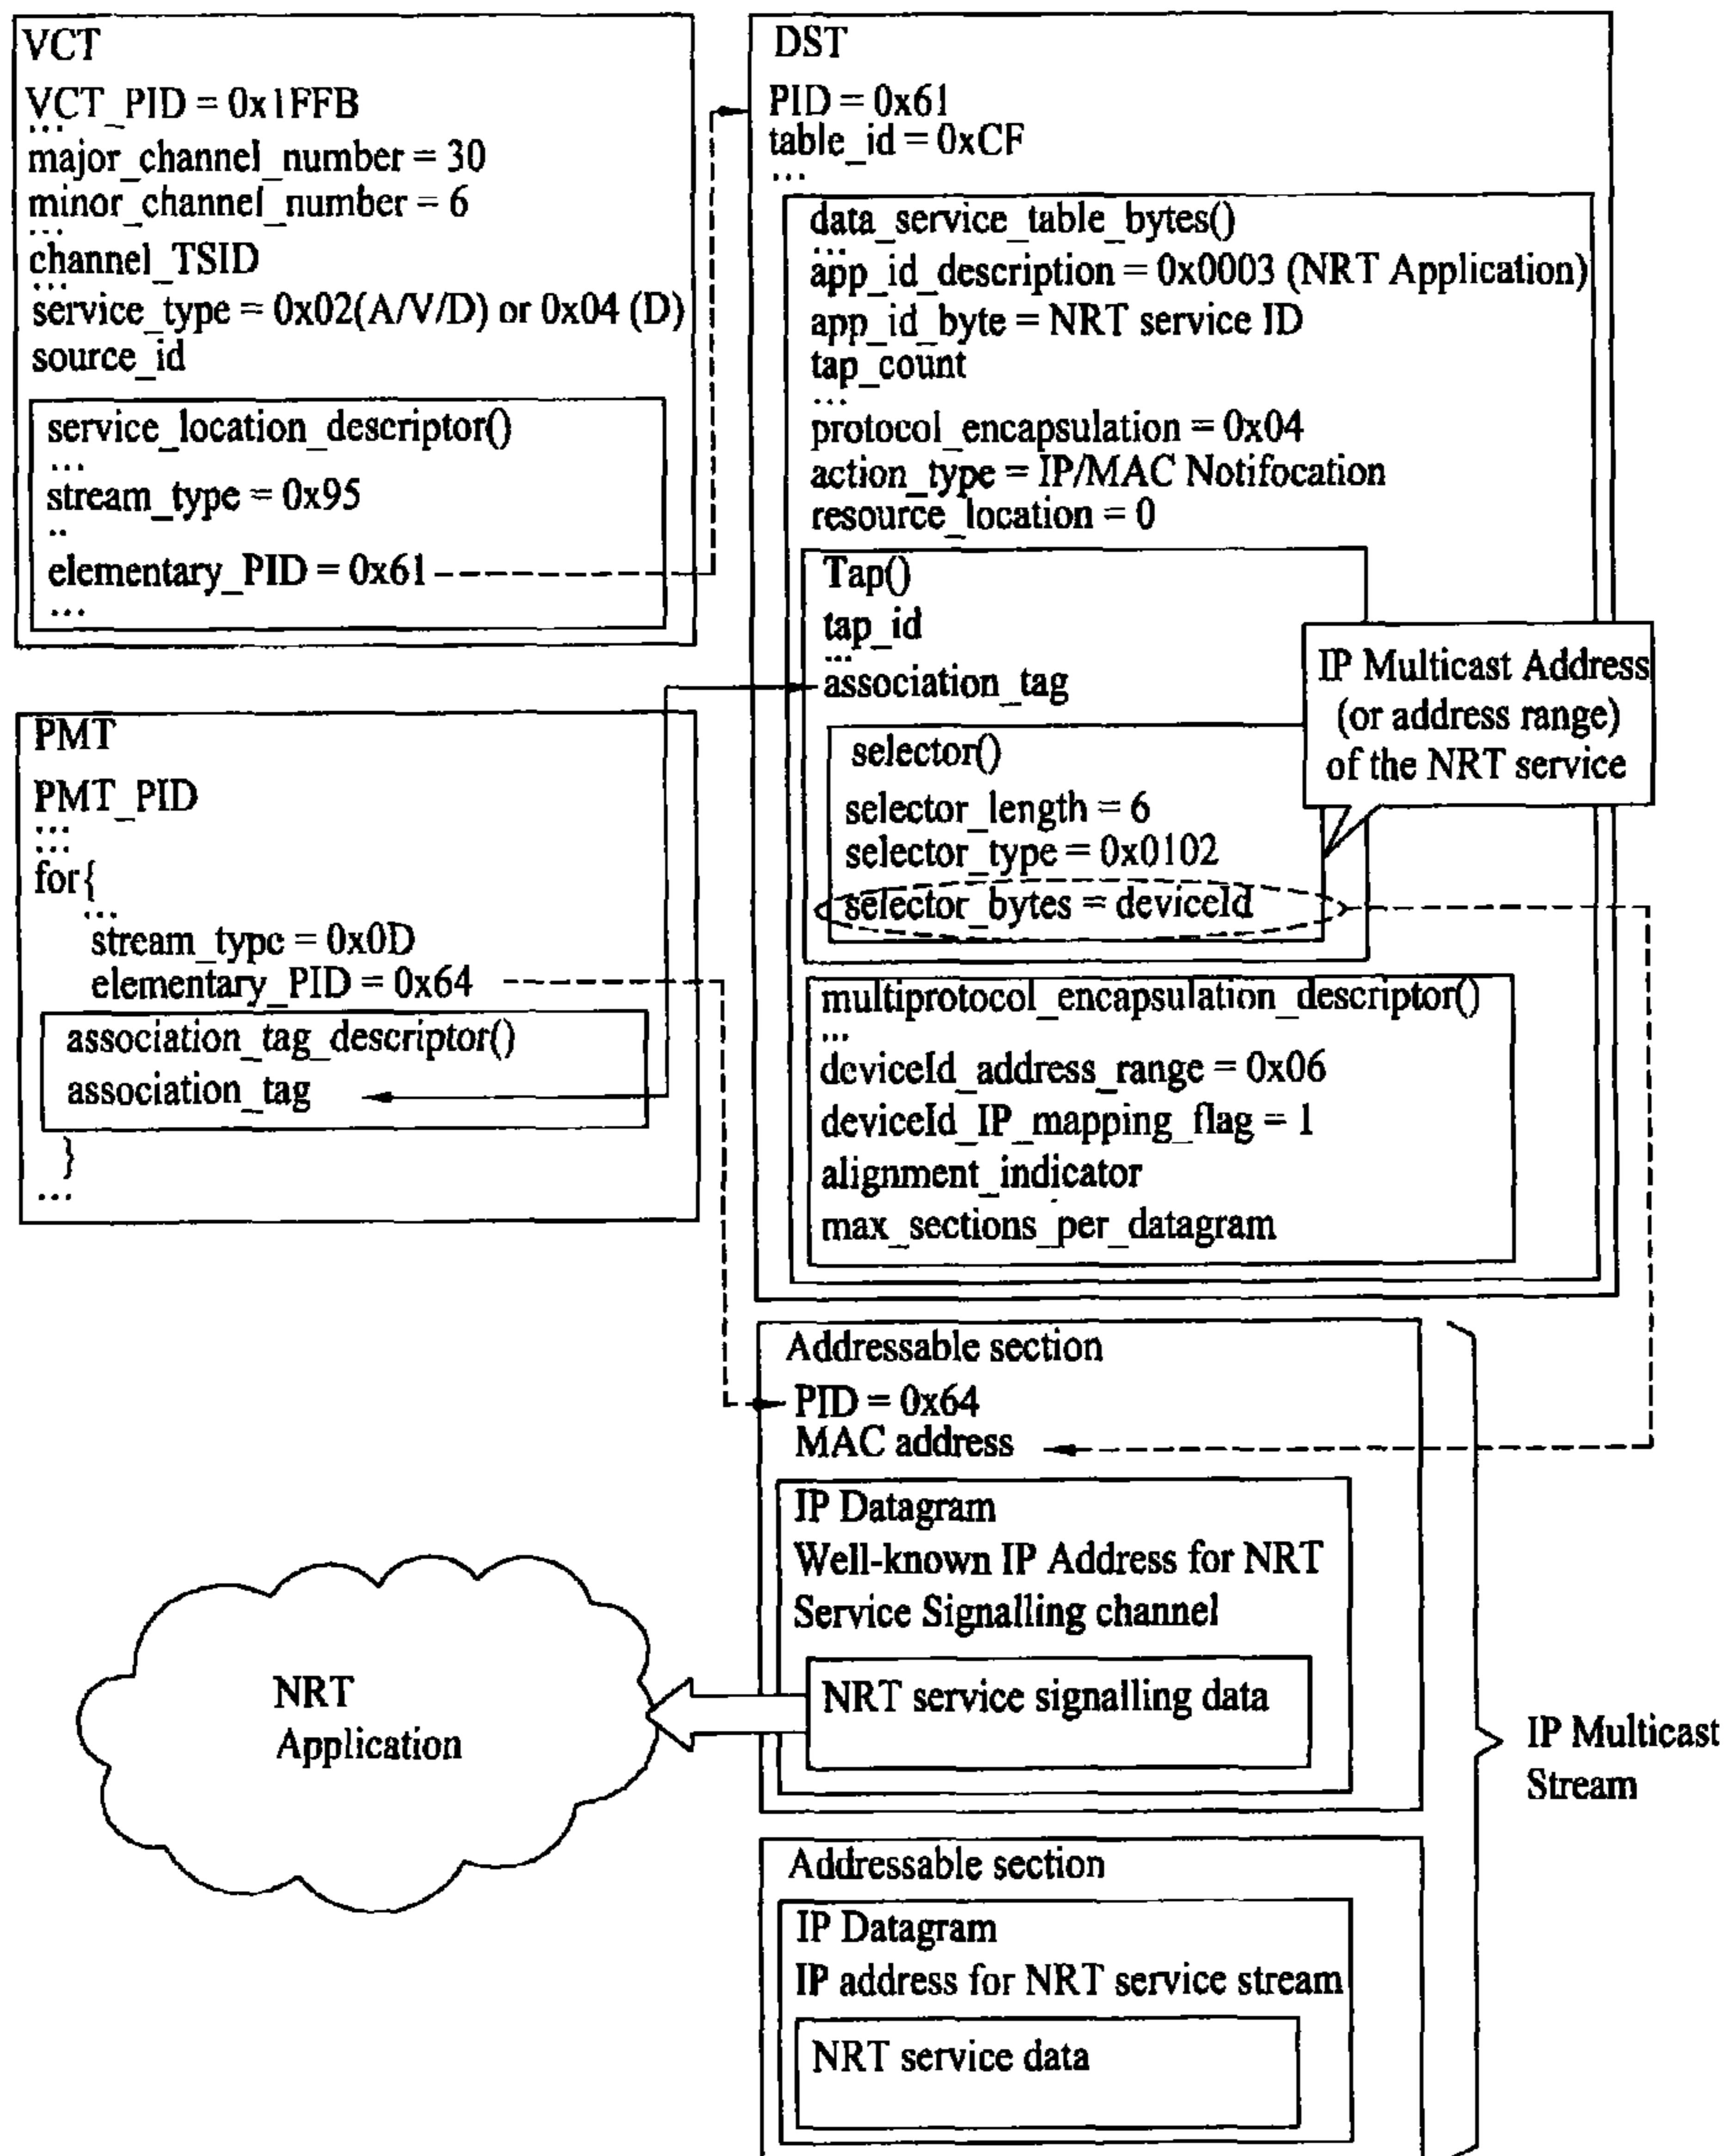 VCT
VCT_PID = 0x1FFB
...
major_channel_number = 30
minor_channel_number = 6
...
channel_TSID
...
service_type = 0x02(A/V/D) or 0x04 (D)
source_id
service_location_descriptor()
...
stream_type = 0x95
..
elementary_PID = 0x61
...
PMT
PMT_PID
...
...
for{
...
stream_type = 0x0D
elementary_PID = 0x64
association_tag_descriptor()
association_tag
}
...
DST
PID = 0x61
table_id = 0xCF
...
data_service_table_bytes()
...
app_id_description = 0x0003 (NRT Application)
app_id_byte = NRT service ID
tap_count
...
protocol_encapsulation = 0x04
action_type = IP/MAC Notifocation
resource_location = 0
Tap()
tap_id
...
association_tag
selector()
selector_length = 6
selector_type = 0x0102
selector_bytes = deviceId
IP Multicast Address
(or address range)
of the NRT service
multiprotocol_encapsulation_descriptor()
...
deviceId_address_range = 0x06
deviceId_IP_mapping_flag = 1
alignment_indicator
max_sections_per_datagram
Addressable section
PID = 0x64
MAC address
IP Datagram
Well-known IP Address for NRT
Service Signalling channel
NRT service signalling data
NRT
Application
IP Multicast
Stream
Addressable section
IP Datagram
IP address for NRT service stream
NRT service data